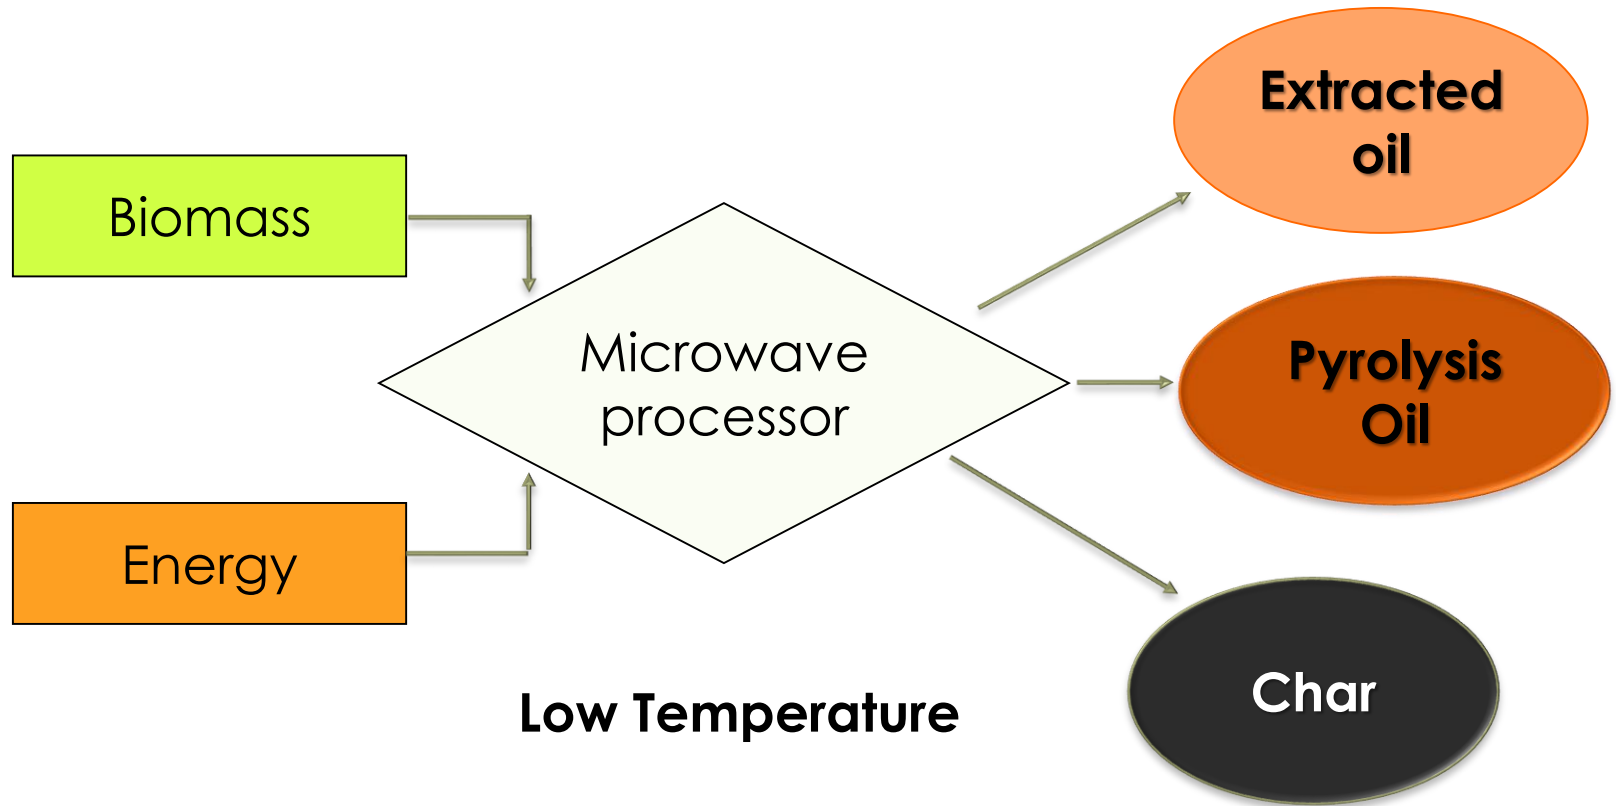 Extracted
oil
Biomass
Microwave
processor
Pyrolysis
Oil
Energy
Char
Low Temperature